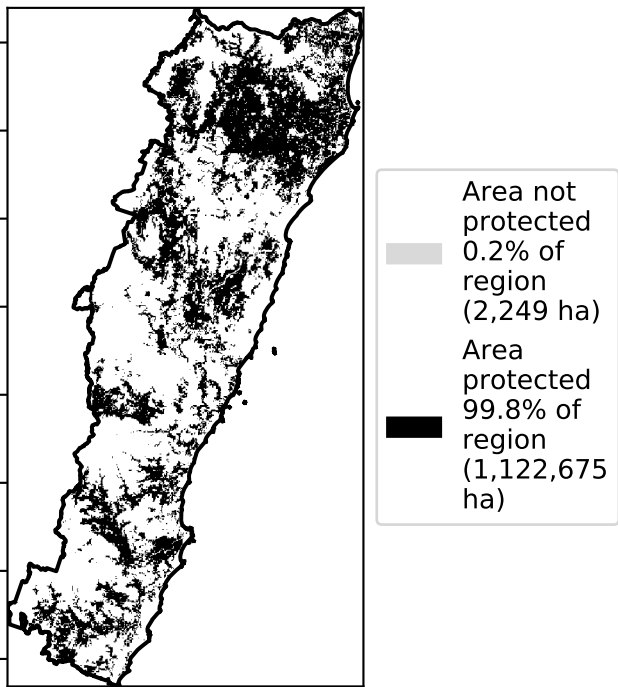 Area not
protected
0.2% of
region
(2,249 ha)
Area
protected
99.8% of
region
(1,122,675
ha)